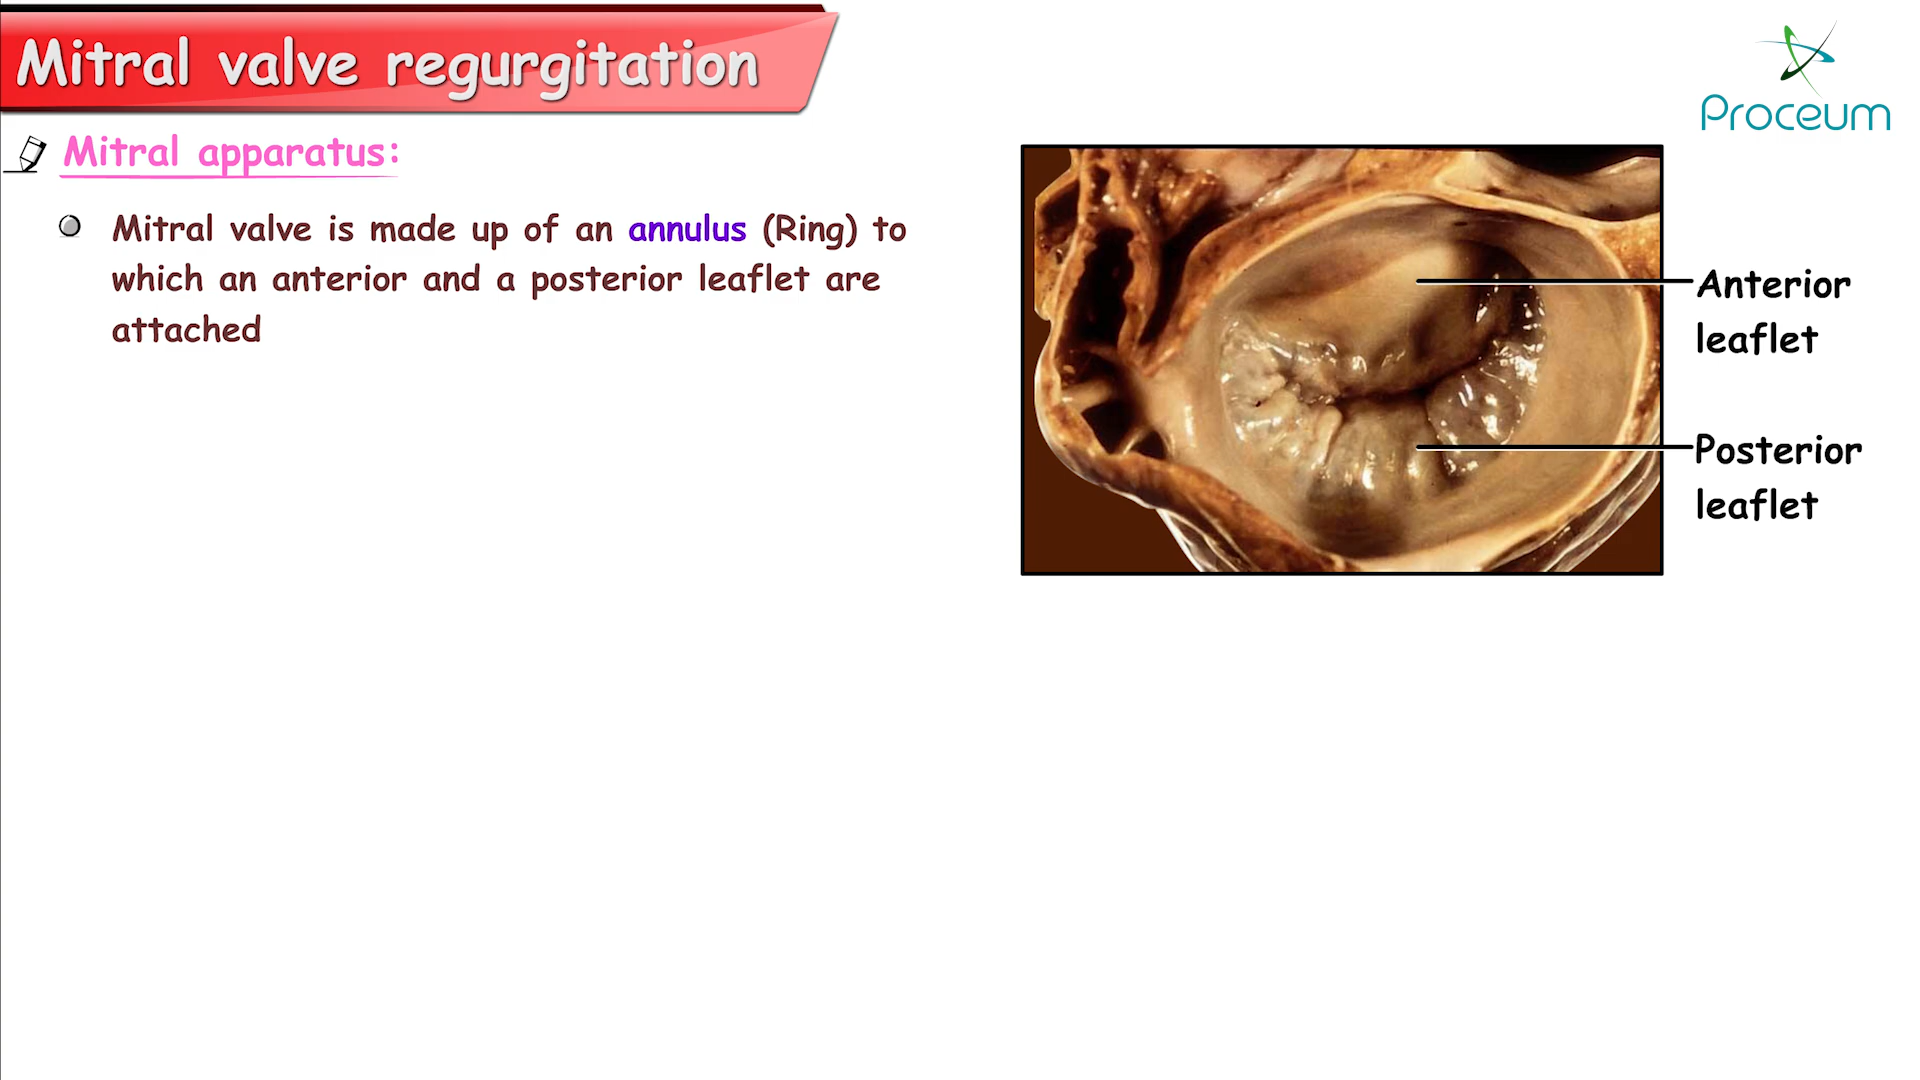 Mitral valve regurgitation
Proceum
Mitral apparatus:
Mitral valve is made up of an annulus (Ring) to
which an anterior and a posterior leaflet are
attached
Anterior
leaflet
Posterior
leaflet